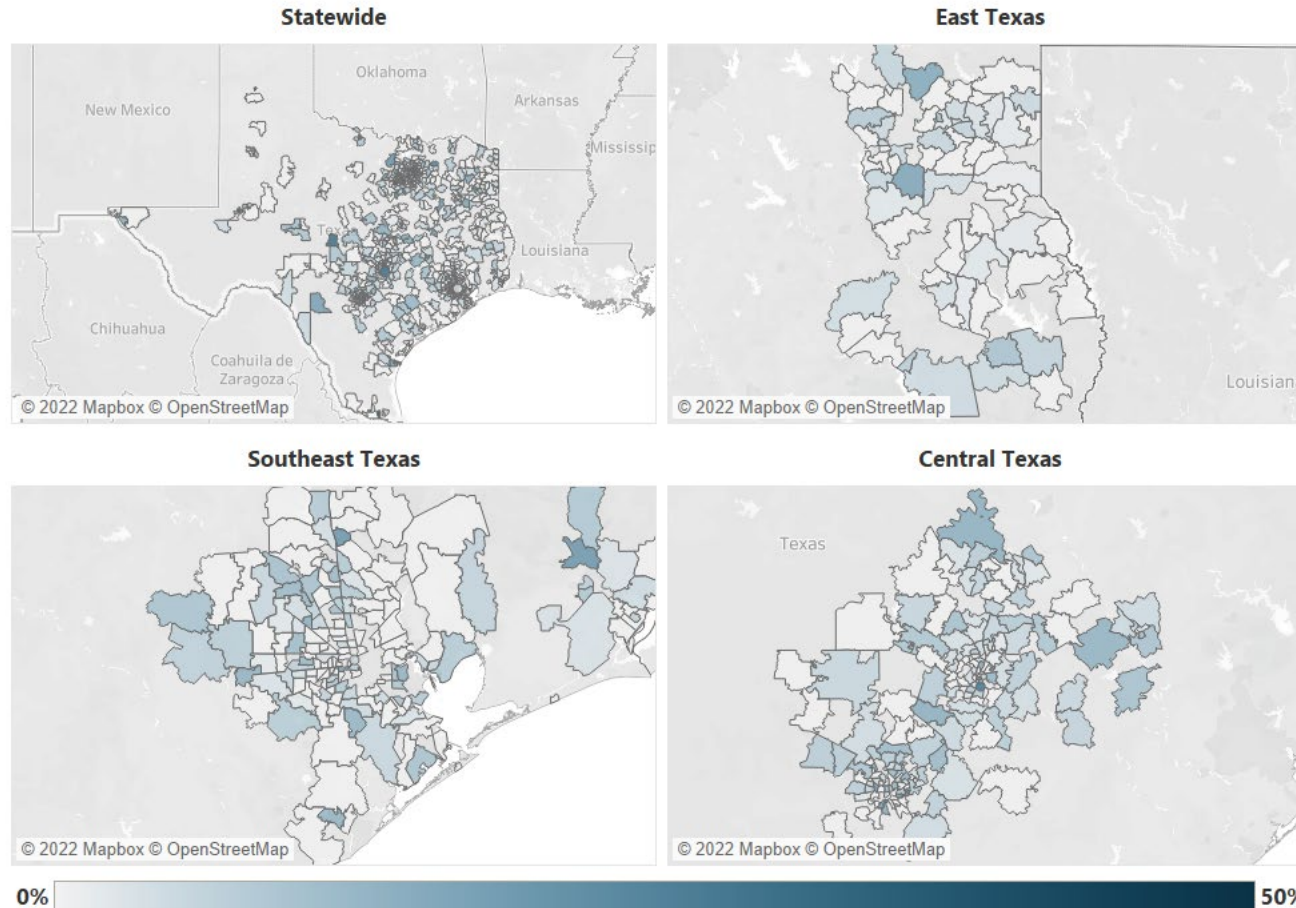 Statewide
East Texas
Oklahoma
New Mexico
Arkansas
Mississip
Tex
Louisiana
Chihuahua
Coahuila de
Zaragoza
© 2022 Mapbox © OpenStreetMap
Louisian
© 2022 Mapbox © OpenStreetMap
Southeast Texas
Central Texas
Texas
© 2022 Mapbox © OpenStreetMap
© 2022 Mapbox © OpenStreetMap
0%
50%